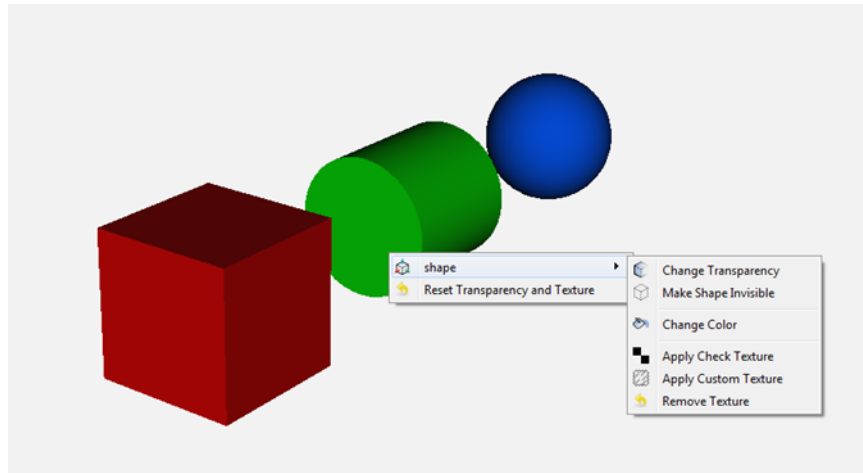 shape
Reset Transparency and Texture
Change Transparency
Make Shape Invisible
Change Color
Apply Check Texture
Apply Custom Texture
Remove Texture